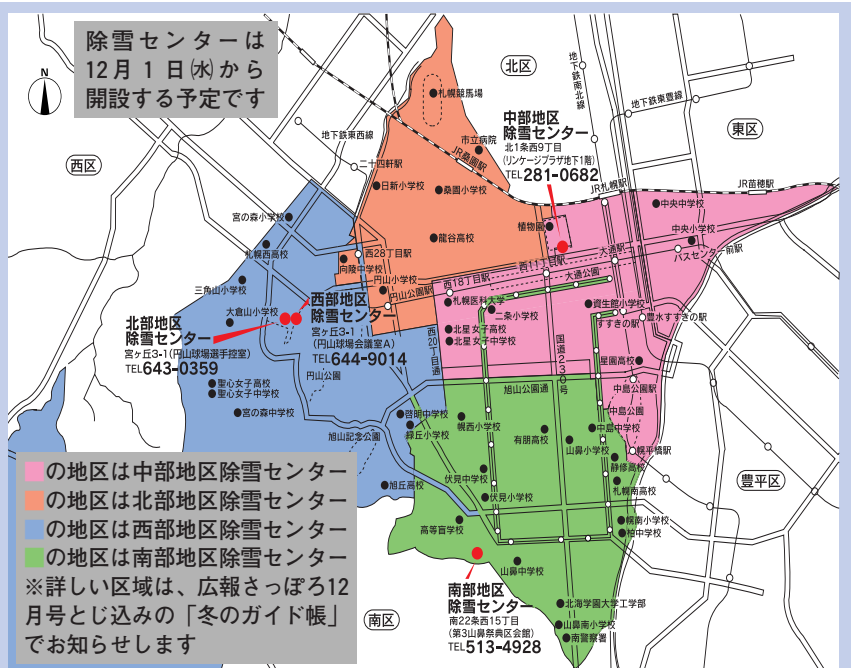 除雪センターは
12月1日㈬から
開設する予定です
N
北区
東区
西区
南区
豊平区
地下鉄南北線
地下鉄東豊線
地下鉄東西線
札幌競馬場
市立病院
JR桑園駅
二十四軒駅
日新小学校
桑園小学校
龍谷高校
中部地区
除雪センター
北1条西9丁目
(リンケージプラザ地下1階)
TEL281-0682
JR札幌駅
JR苗穂駅
中央中学校
中央小学校
バスセンター前駅
植物園
大通駅
西11丁目駅
大通公園
西18丁目駅
宮の森小学校
札幌西高校
三角山小学校
大倉山小学校
西28丁目駅
向陵中学校
円山小学校
円山公園駅
北部地区
除雪センター
宮ヶ丘3-1(円山球場選手控室)
TEL643-0359
西部地区
除雪センター
宮ヶ丘3-1
(円山球場会議室A)
TEL644-9014
円山公園
西20丁目通
札幌医科大学
二条小学校
北星女子高校
北星女子中学校
国道230号
資生館小学校
すすきの駅
豊水すすきの駅
星園高校
中島公園駅
中島公園
幌平橋駅
聖心女子高校
聖心女子中学校
宮の森中学校
旭山記念公園
旭山公園通
啓明中学校
緑丘小学校
幌西小学校
有朋高校
山鼻小学校
中島中学校
静修高校
札幌南高校
旭丘高校
伏見中学校
伏見小学校
高等盲学校
幌南小学校
柏中学校
山鼻中学校
南部地区
除雪センター
南22条西15丁目
(第3山鼻祭典区会館)
TEL513-4928
北海学園大学工学部
山鼻南小学校
南警察署
の地区は中部地区除雪センター
の地区は北部地区除雪センター
の地区は西部地区除雪センター
の地区は南部地区除雪センター
※詳しい区域は、広報さっぽろ12
月号とじ込みの「冬のガイド帳」
でお知らせします